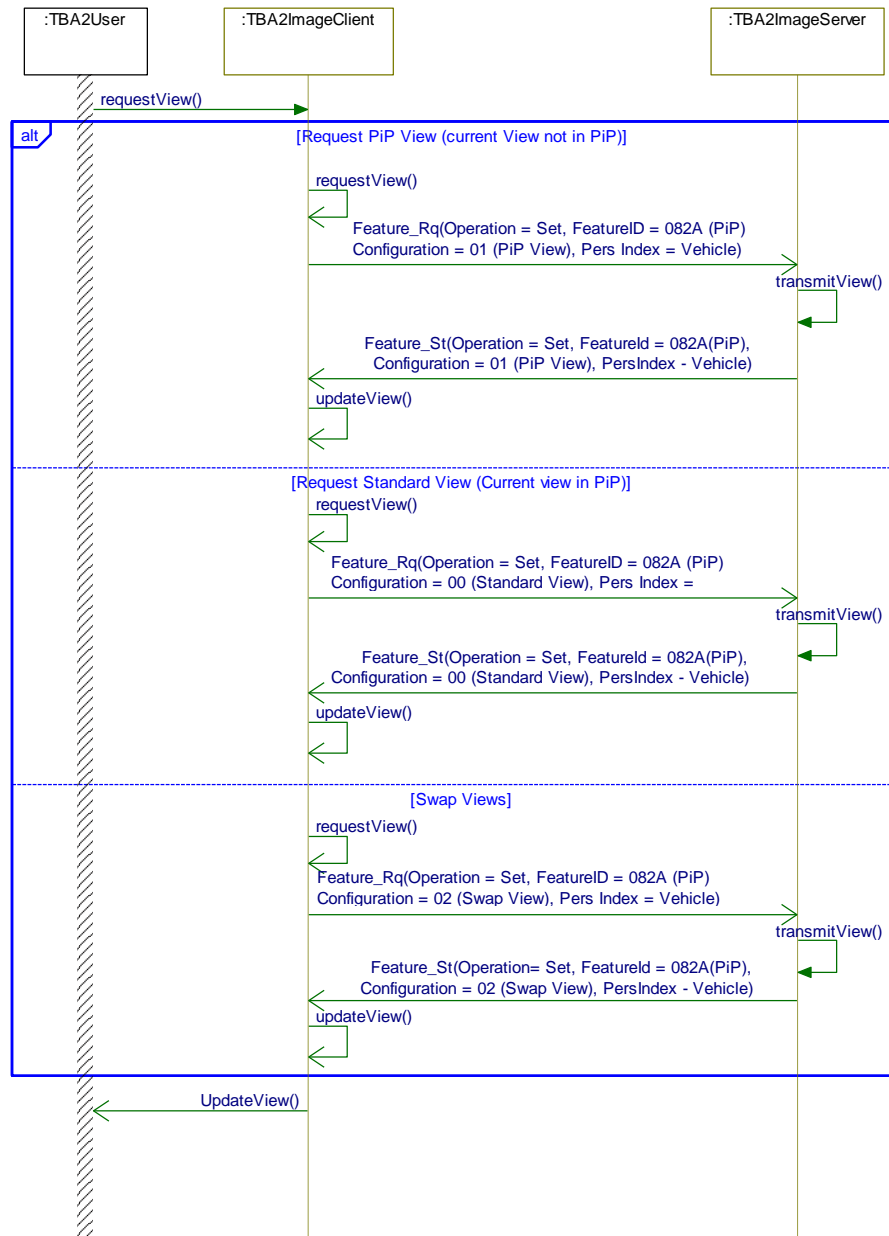 :TBA2User
:TBA2ImageClient
:TBA2ImageServer
requestView()
alt
[Request PiP View (current View not in PiP)]
requestView()
Feature_Rq(Operation = Set, FeatureID = 082A (PiP)
Configuration = 01 (PiP View), Pers Index = Vehicle)
transmitView()
Feature_St(Operation = Set, FeatureId = 082A(PiP),
Configuration = 01 (PiP View), PersIndex - Vehicle)
updateView()
[Request Standard View (Current view in PiP)]
requestView()
Feature_Rq(Operation = Set, FeatureID = 082A (PiP)
Configuration = 00 (Standard View), Pers Index =
transmitView()
Feature_St(Operation = Set, FeatureId = 082A(PiP),
Configuration = 00 (Standard View), PersIndex - Vehicle)
updateView()
[Swap Views]
requestView()
Feature_Rq(Operation = Set, FeatureID = 082A (PiP)
Configuration = 02 (Swap View), Pers Index = Vehicle)
transmitView()
Feature_St(Operation= Set, FeatureId = 082A(PiP),
Configuration = 02 (Swap View), PersIndex - Vehicle)
updateView()
UpdateView()